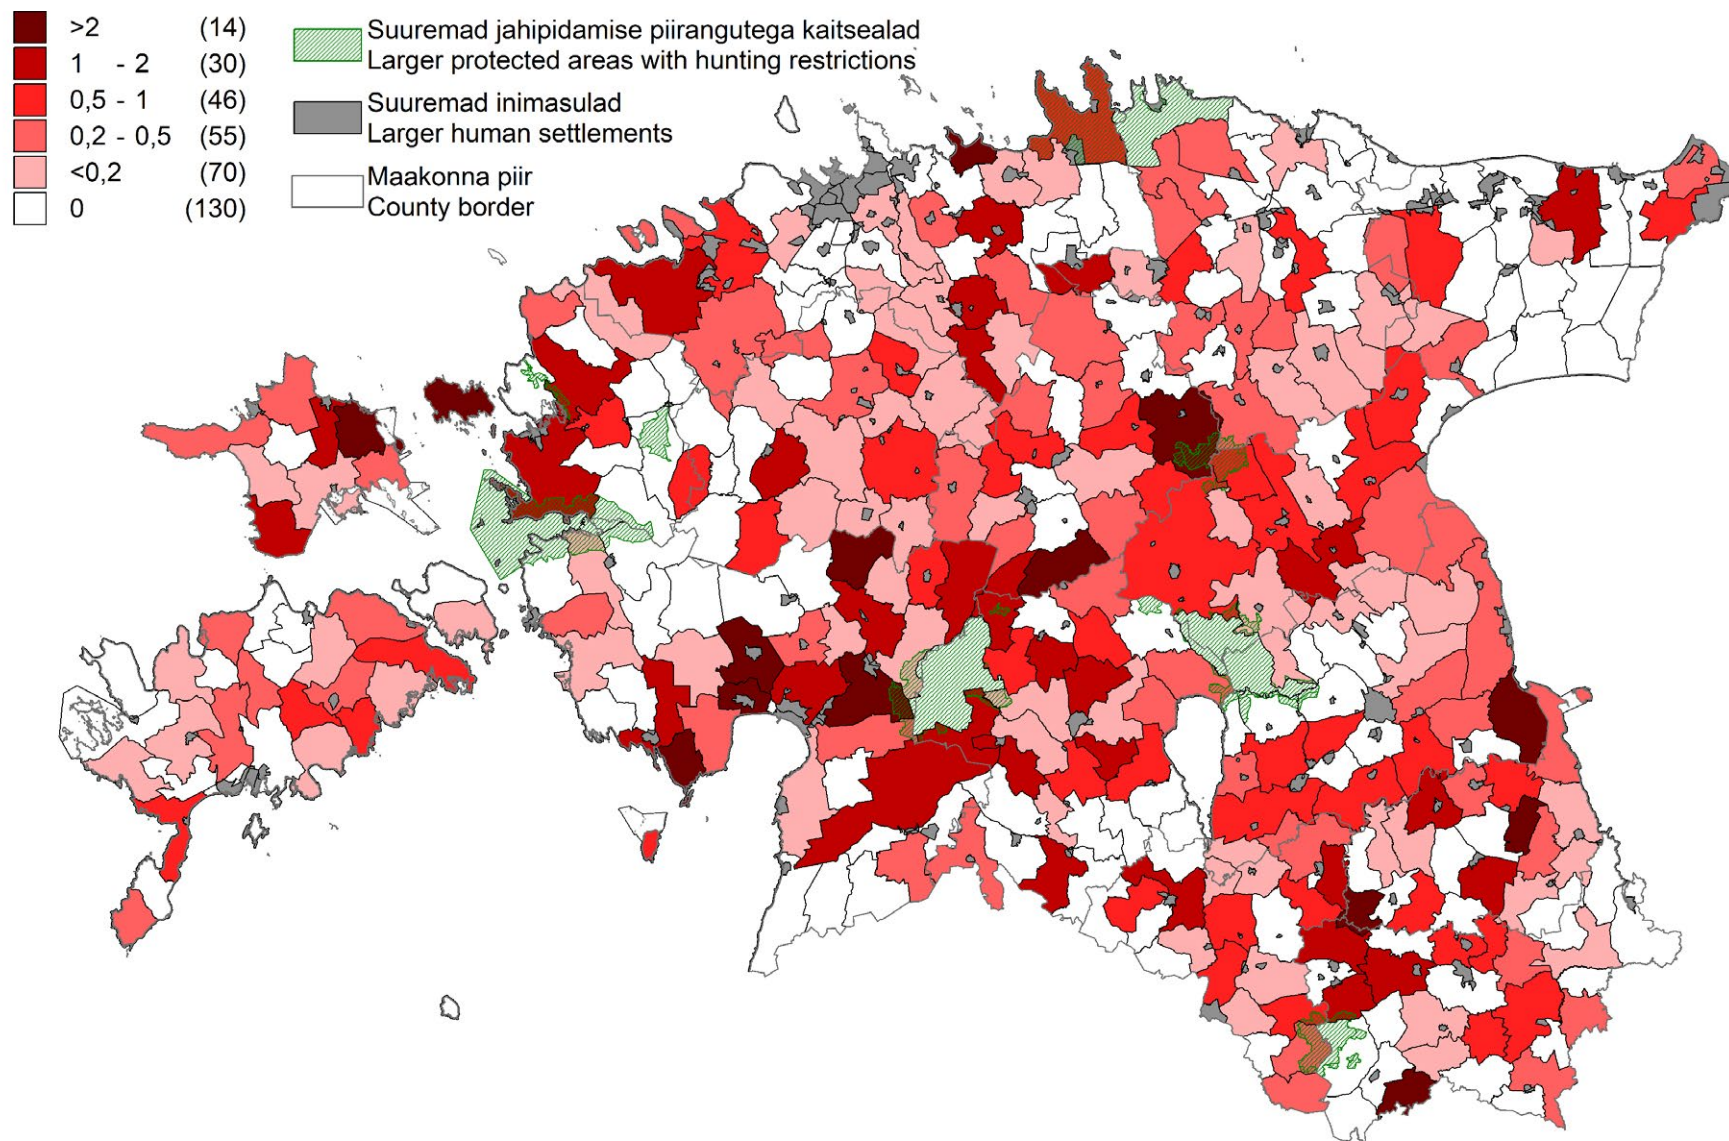 >2 (14)
1 - 2 (30)
0,5 - 1 (46)
0,2 - 0,5 (55)
<0,2 (70)
0 (130)
Suuremad jahipidamise piirangutega kaitsealad
Larger protected areas with hunting restrictions
Suuremad inimasulad
Larger human settlements
Maakonna piir
County border